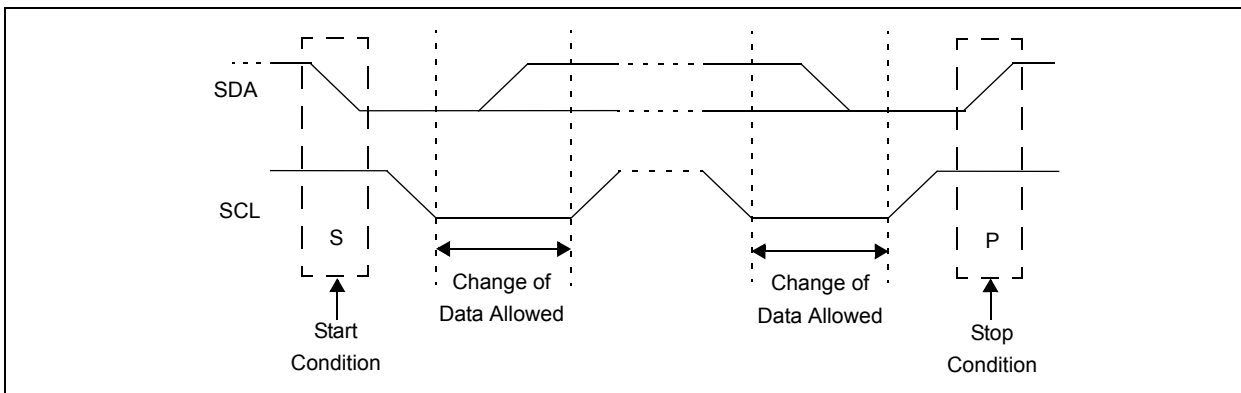 SDA
SCL
S
P
Change of
Data Allowed
Change of
Data Allowed
Start
Condition
Stop
Condition